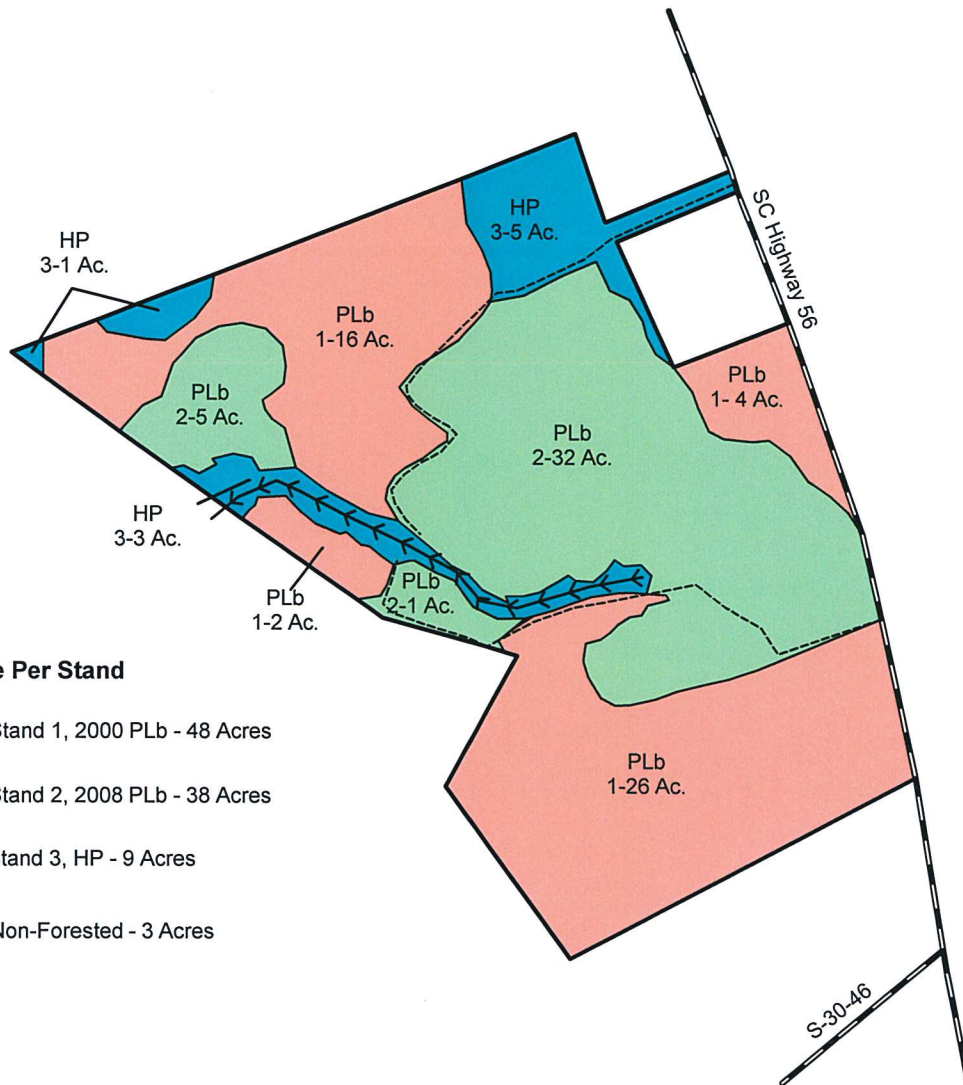 HP
3-5 Ac.
SC Highway 56
HP
3-1 Ac.
PLb
1-16 Ac.
PLb
1- 4 Ac.
PLb
2-5 Ac.
PLb
2-32 Ac.
HP
3-3 Ac.
PLb
2-1 Ac.
PLb
1-2 Ac.
Per Stand
1, 2000 PLb - 48 Acres
2, 2008 PLb - 38 Acres
3, HP - 9 Acres
Non-Forested - 3 Acres
PLb
1-26 Ac.
S-30-46